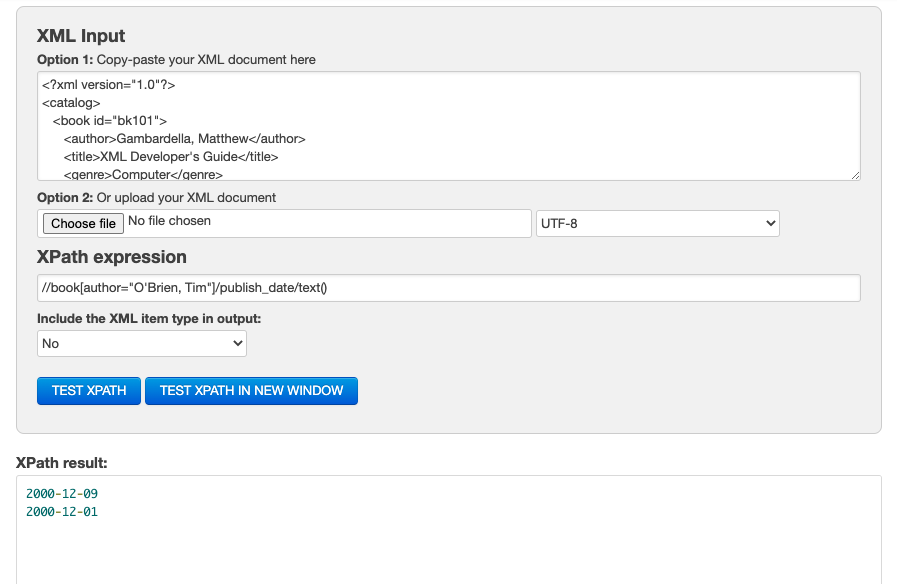 XML Input
Option 1: Copy-paste your XML document here
<?xml version="1.0"?>
<catalog>
<book id="bk101">
<author>Gambardella, Matthew</author>
<title>XML Developer's Guide</title>
<genre>Computer</genre>
Option 2: Or upload your XML document
Choose file No file chosen UTF-8
XPath expression
//book[author="O'Brien, Tim"]/publish_date/text()
Include the XML item type in output:
No
TEST XPATH TEST XPATH IN NEW WINDOW
XPath result:
2000-12-09
2000-12-01